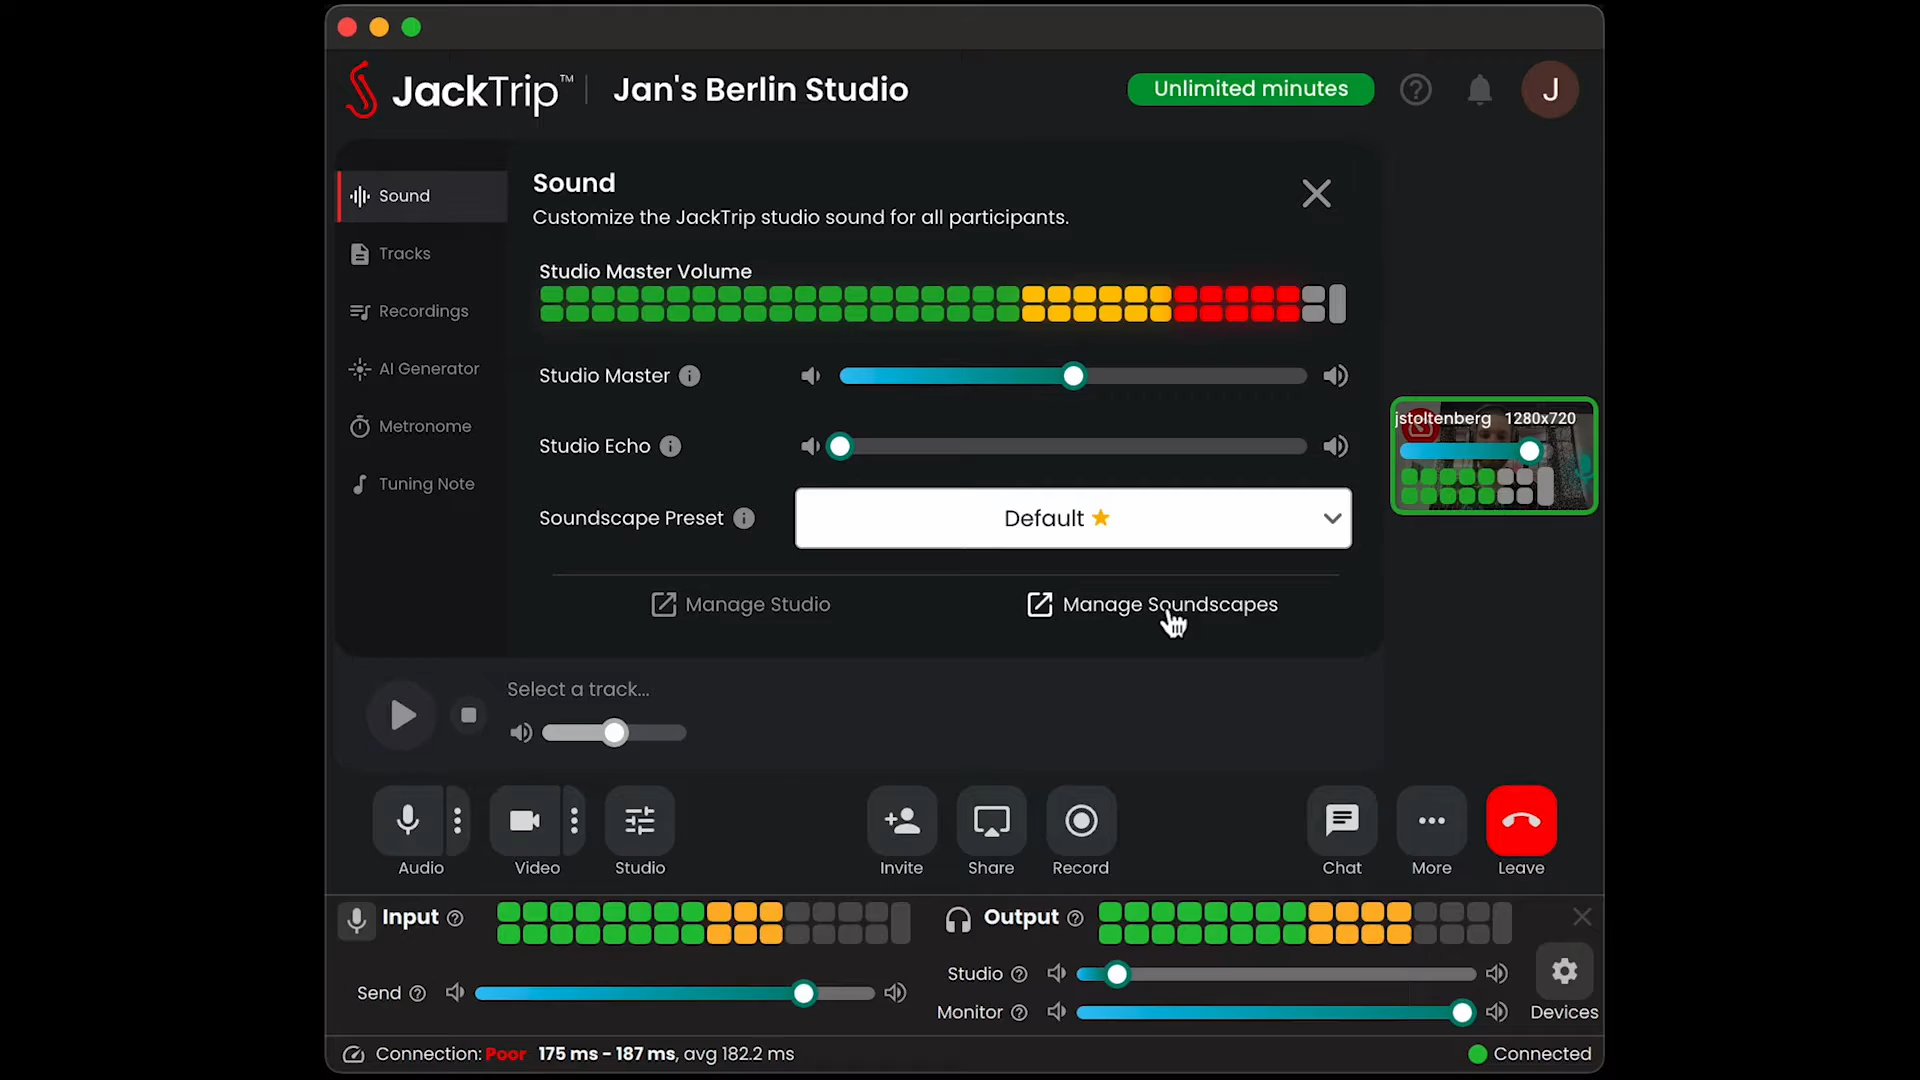 JackTrip™ Jan's Berlin Studio
Unlimited minutes
J
Sound
Tracks
Recordings
AI Generator
Metronome
Tuning Note
Sound
Customize the JackTrip studio sound for all participants.
Studio Master Volume
Studio Master
Studio Echo
Soundscape Preset
Default
Manage Studio
Manage Soundscapes
jstoltenberg 1280x720
Select a track...
Audio
Video
Studio
Invite
Share
Record
Chat
More
Leave
Input
Send
Output
Studio
Monitor
Devices
Connection: Poor 175 ms - 187 ms, avg 182.2 ms
Connected